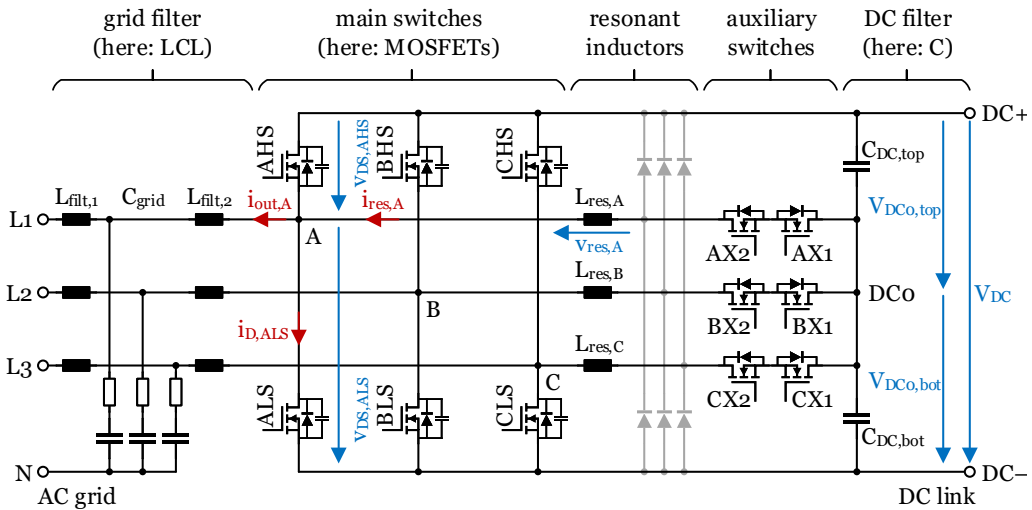 grid filter
(here: LCL)
main switches
(here: MOSFETs)
resonant
inductors
auxiliary
switches
DC filter
(here: C)
DC+
AHS
vDS,AHS
BHS
CHS
CDC,top
Lfilt,1
Cgrid
Lfilt,2
iout,A
ires,A
Lres,A
L1
A
vres,A
AX2
AX1
VDC0,top
Lres,B
L2
B
BX2
BX1
DC0
VDC
iD,ALS
Lres,C
L3
C
CX2
CX1
VDC0,bot
ALS
vDS,ALS
BLS
CLS
CDC,bot
N
AC grid
DC−
DC link